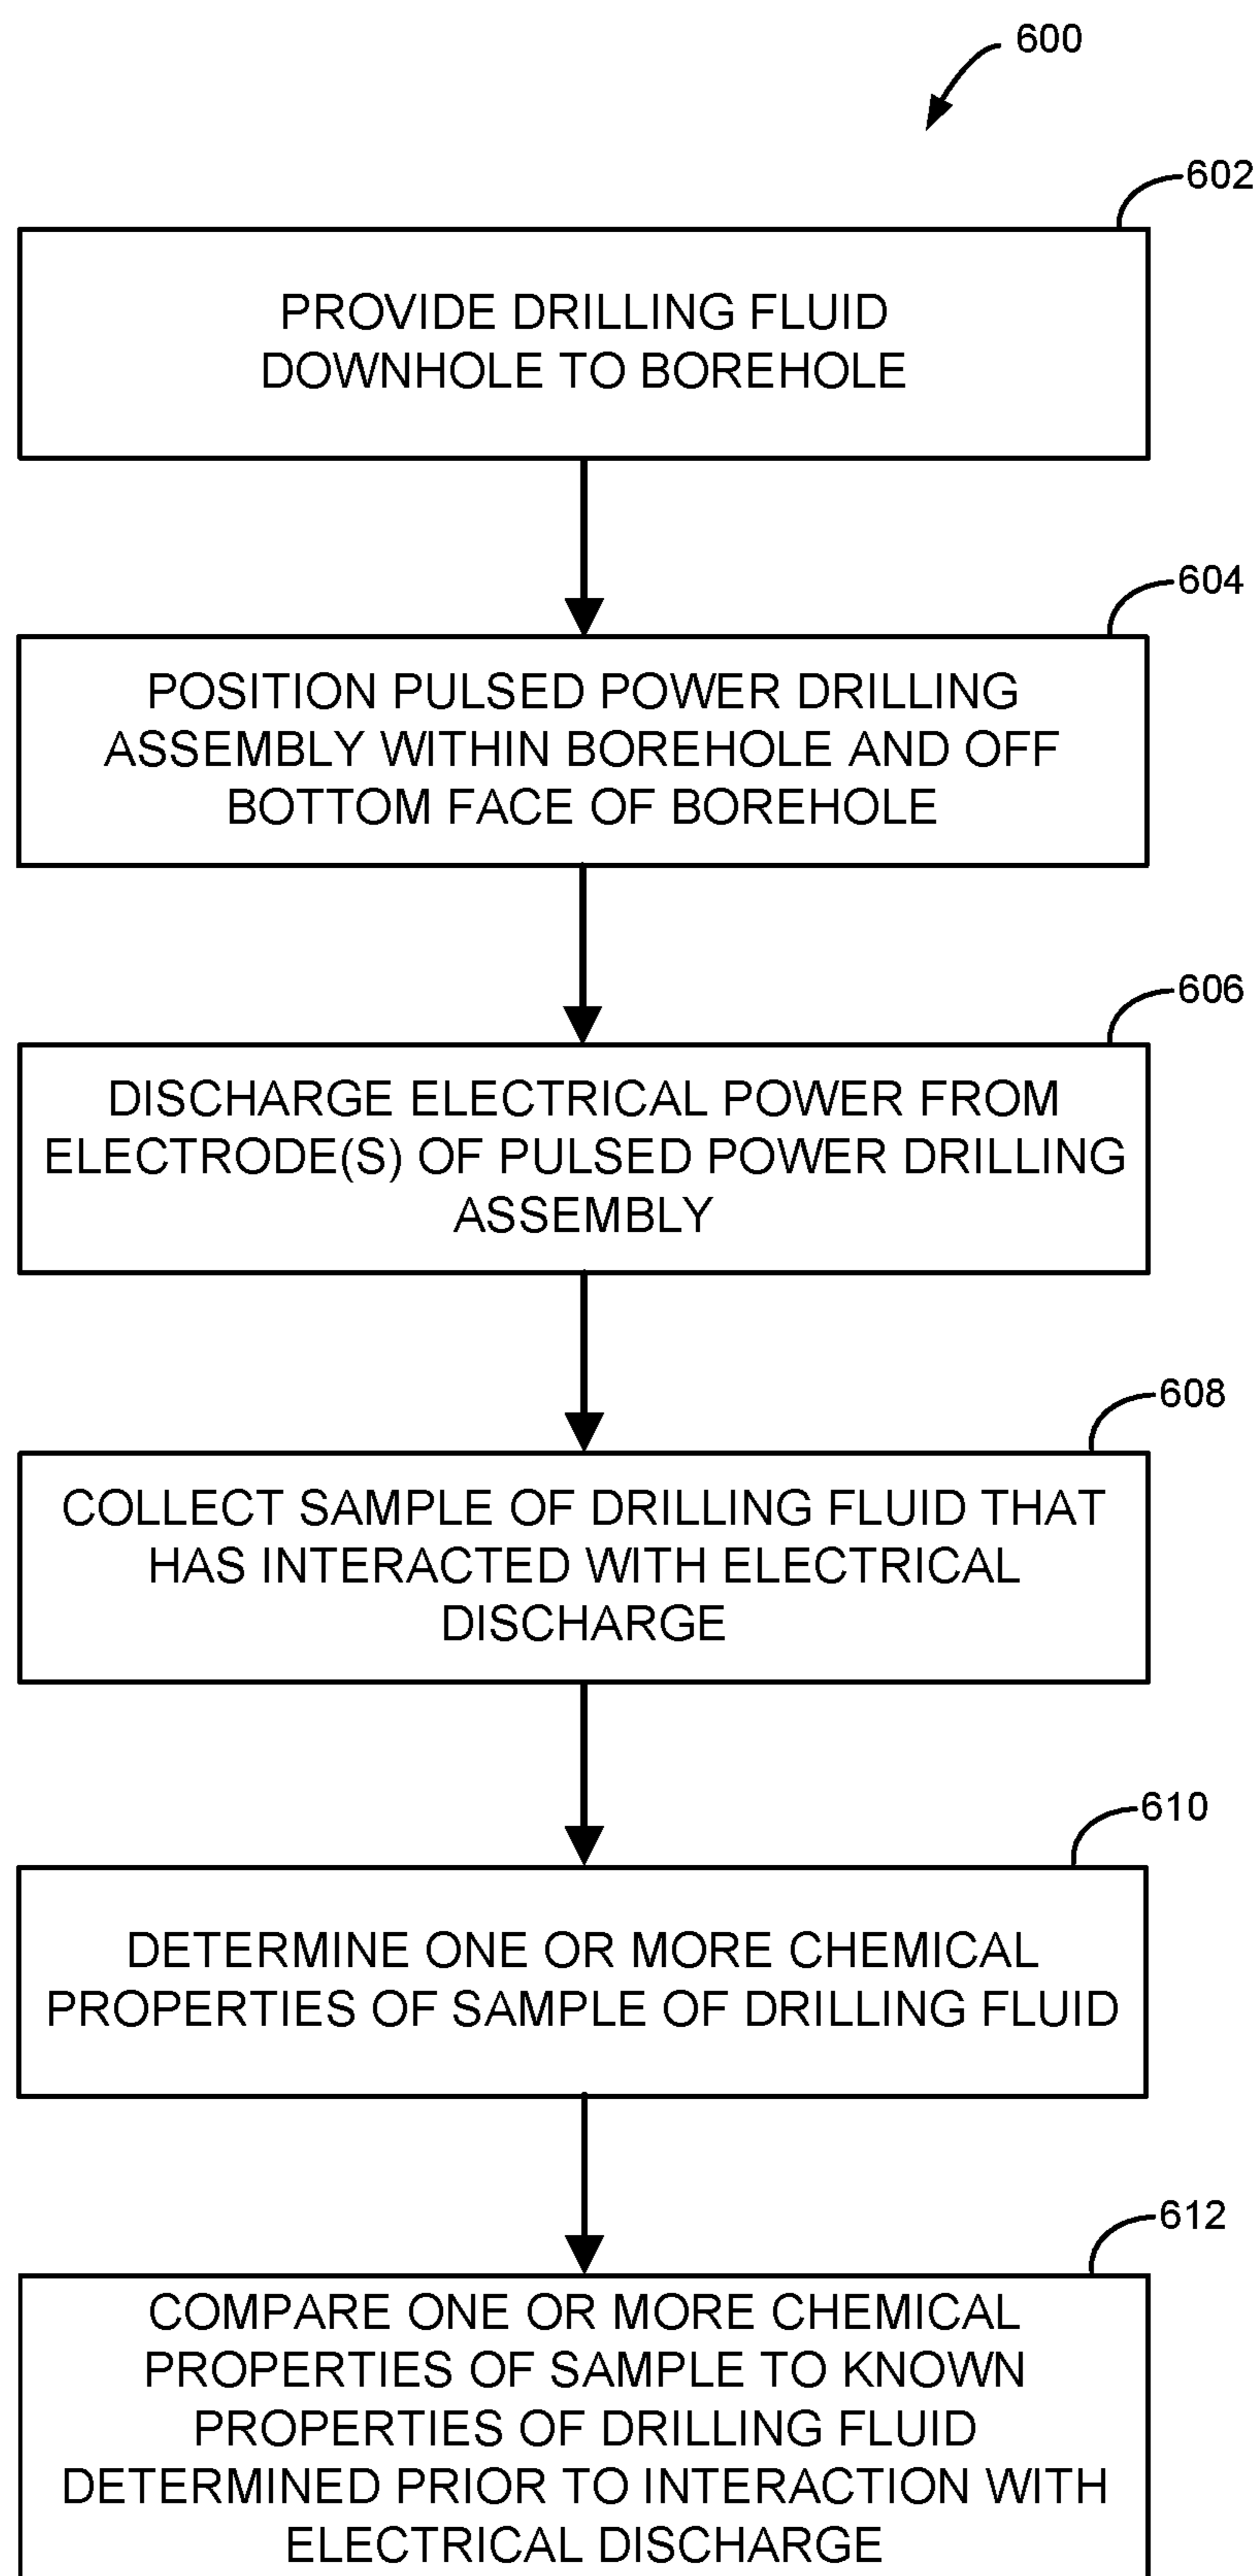 600
602
PROVIDE DRILLING FLUID
DOWNHOLE TO BOREHOLE
604
POSITION PULSED POWER DRILLING
ASSEMBLY WITHIN BOREHOLE AND OFF
BOTTOM FACE OF BOREHOLE
606
DISCHARGE ELECTRICAL POWER FROM
ELECTRODE(S) OF PULSED POWER DRILLING
ASSEMBLY
608
COLLECT SAMPLE OF DRILLING FLUID THAT
HAS INTERACTED WITH ELECTRICAL
DISCHARGE
610
DETERMINE ONE OR MORE CHEMICAL
PROPERTIES OF SAMPLE OF DRILLING FLUID
612
COMPARE ONE OR MORE CHEMICAL
PROPERTIES OF SAMPLE TO KNOWN
PROPERTIES OF DRILLING FLUID
DETERMINED PRIOR TO INTERACTION WITH
ELECTRICAL DISCHARGE